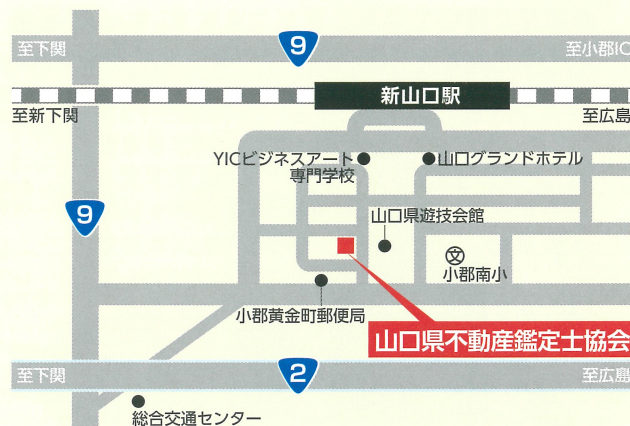 至下関
9
至小郡IC
新山口駅
至新下関
至広島
YICビジネスアート
専門学校
山口グランドホテル
9
山口県遊技会館
文
小郡南小
小郡黄金町郵便局
山口県不動産鑑定士協会
至下関
2
至広島
総合交通センター